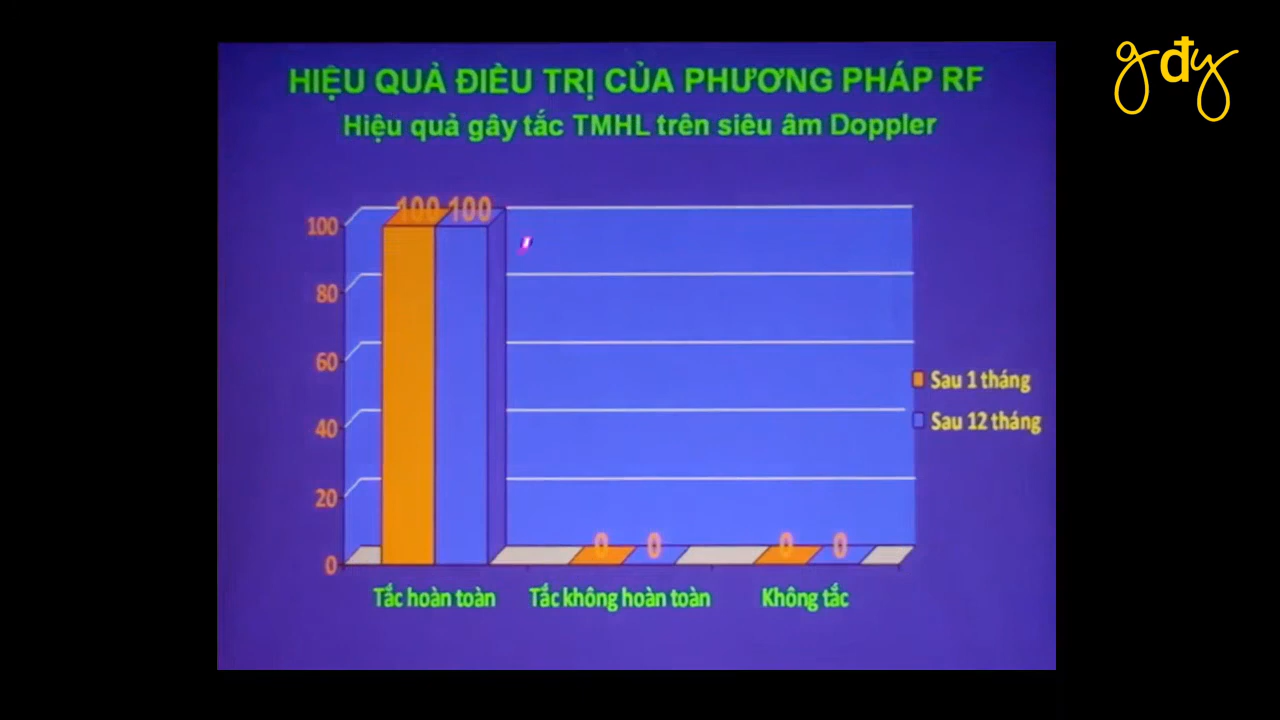 gđy
HIỆU QUẢ ĐIỀU TRỊ CỦA PHƯƠNG PHÁP RF
Hiệu quả gây tắc TMHL trên siêu âm Doppler
100 100
100
80
60
40
20
0
0 0
0 0
Tắc hoàn toàn Tắc không hoàn toàn Không tắc
Sau 1 tháng
Sau 12 tháng